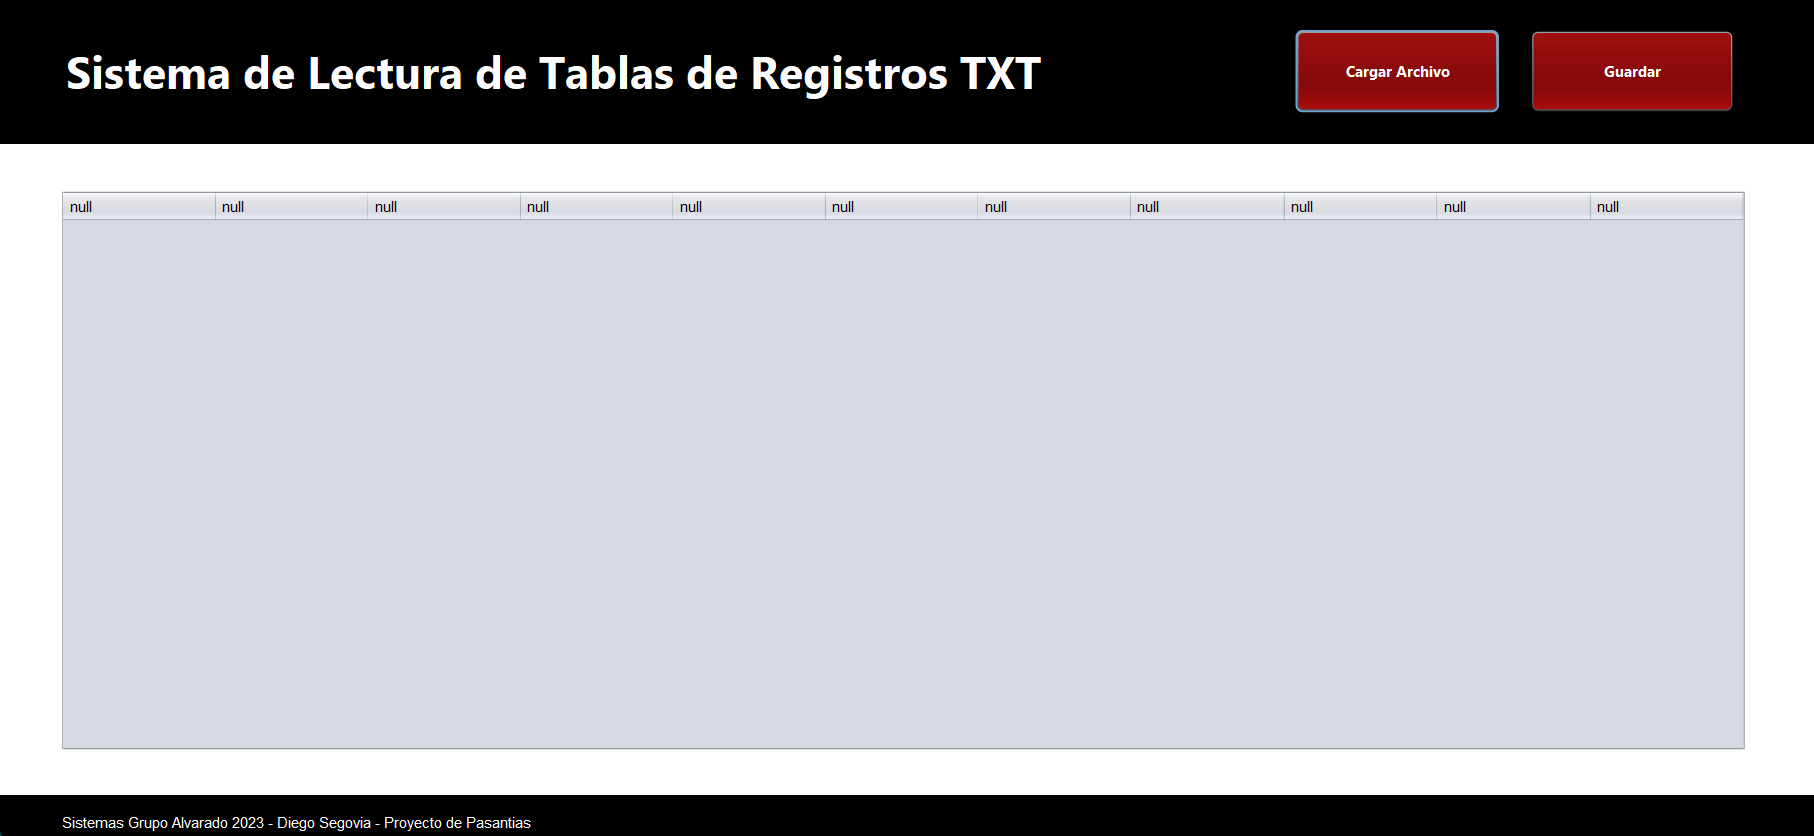 Sistema de Lectura de Tablas de Registros TXT
Cargar Archivo
Guardar
null null null null null null null null null null null
Sistemas Grupo Alvarado 2023 - Diego Segovia - Proyecto de Pasantias